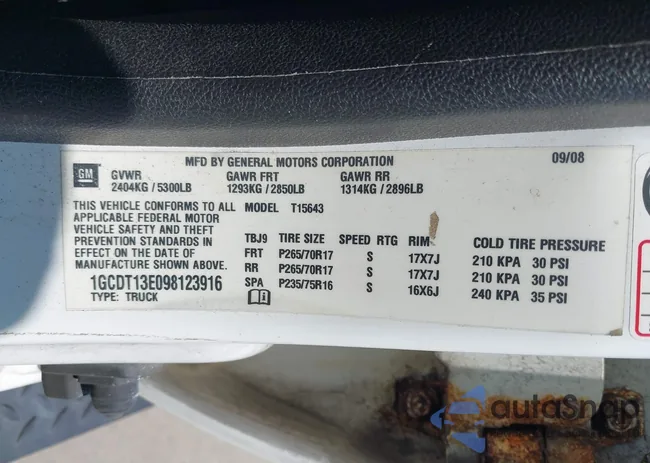 MFD BY GENERAL MOTORS CORPORATION 09/08
GM
GVWR GAWR FRT GAWR RR
2404KG / 5300LB 1293KG / 2850LB 1314KG / 2896LB
THIS VEHICLE CONFORMS TO ALL MODEL T15643
APPLICABLE FEDERAL MOTOR
VEHICLE SAFETY AND THEFT
PREVENTION STANDARDS IN
EFFECT ON THE DATE OF
MANUFACTURE SHOWN ABOVE.
1GCDT13E098123916
TYPE: TRUCK
TBJ9 TIRE SIZE SPEED RTG RIM COLD TIRE PRESSURE
FRT P265/70R17 S 17X7J 210 KPA 30 PSI
RR P265/70R17 S 17X7J 210 KPA 30 PSI
SPA P235/75R16 S 16X6J 240 KPA 35 PSI
autoSnap